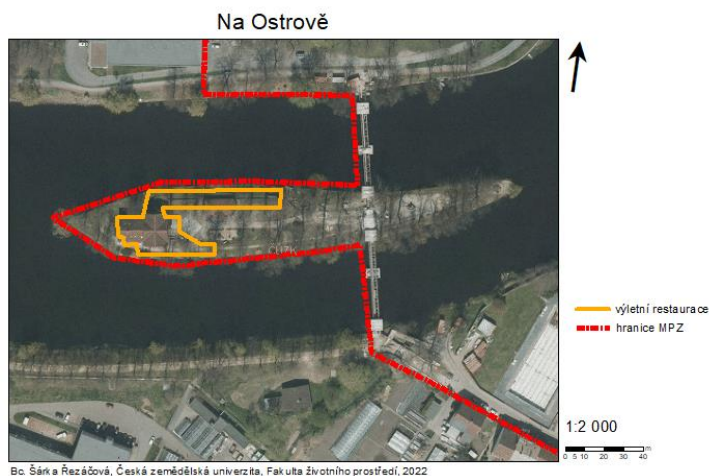 Na Ostrově
výletní restaurace
hranice MPZ
1:2 000
0 5 10 20 30 40
m
Bc. Šárka Řezáčová, Česká zemědělská univerzita, Fakulta životního prostředí, 2022